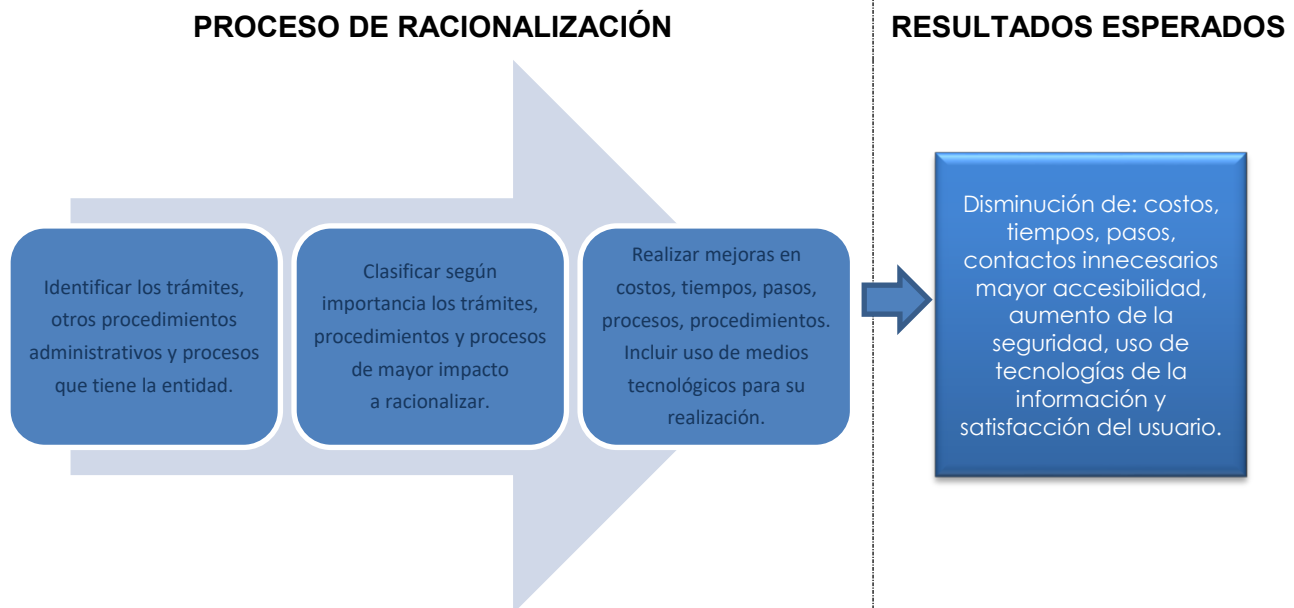 PROCESO DE RACIONALIZACIÓN
RESULTADOS ESPERADOS
Identificar los trámites,
otros procedimientos
administrativos y procesos
que tiene la entidad.
Clasificar según
importancia los trámites,
procedimientos y procesos
de mayor impacto
a racionalizar.
Realizar mejoras en
costos, tiempos, pasos,
procesos, procedimientos.
Incluir uso de medios
tecnológicos para su
realización.
Disminución de: costos,
tiempos, pasos,
contactos innecesarios
mayor accesibilidad,
aumento de la
seguridad, uso de
tecnologías de la
información y
satisfacción del usuario.